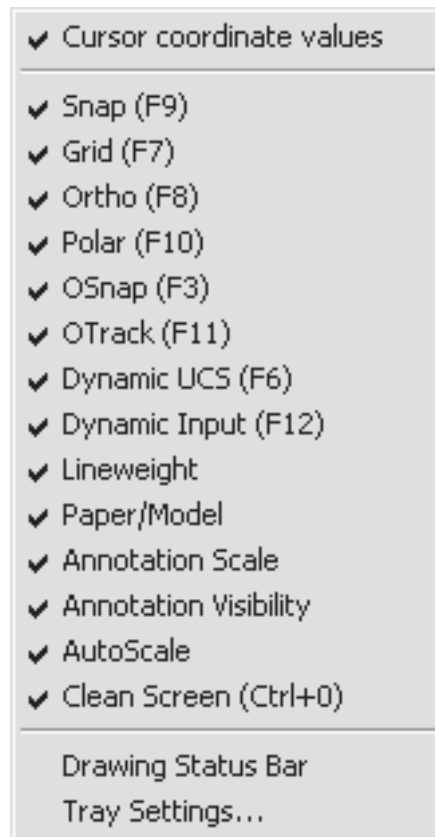 Cursor coordinate values
Snap (F9)
Grid (F7)
Ortho (F8)
Polar (F10)
OSnap (F3)
OTrack (F11)
Dynamic UCS (F6)
Dynamic Input (F12)
Lineweight
Paper/Model
Annotation Scale
Annotation Visibility
AutoScale
Clean Screen (Ctrl+0)
Drawing Status Bar
Tray Settings...